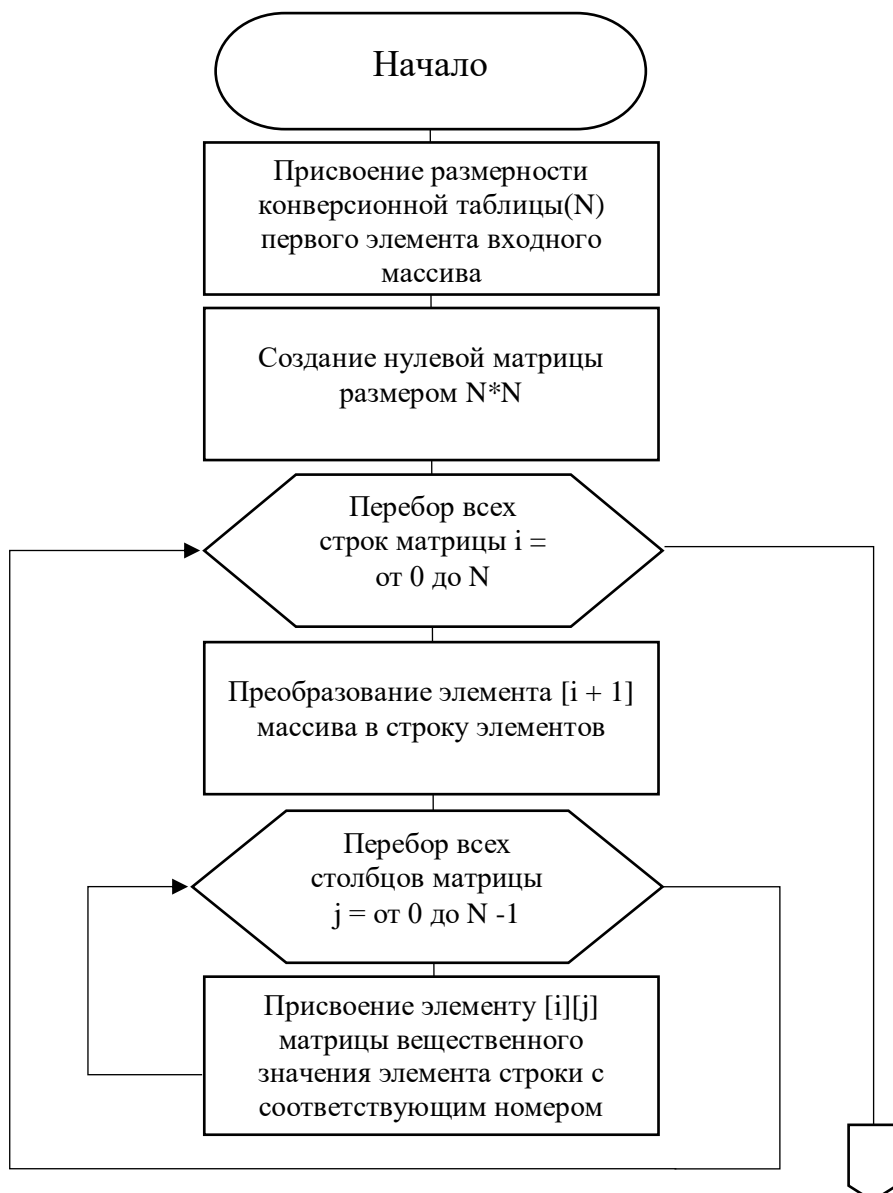 Начало
Присвоение размерности
конверсионной таблицы(N)
первого элемента входного
массива
Создание нулевой матрицы
размером N*N
Перебор всех
строк матрицы i =
от 0 до N
Преобразование элемента [i + 1]
массива в строку элементов
Перебор всех
столбцов матрицы
j = от 0 до N -1
Присвоение элементу [i][j]
матрицы вещественного
значения элемента строки с
соответствующим номером